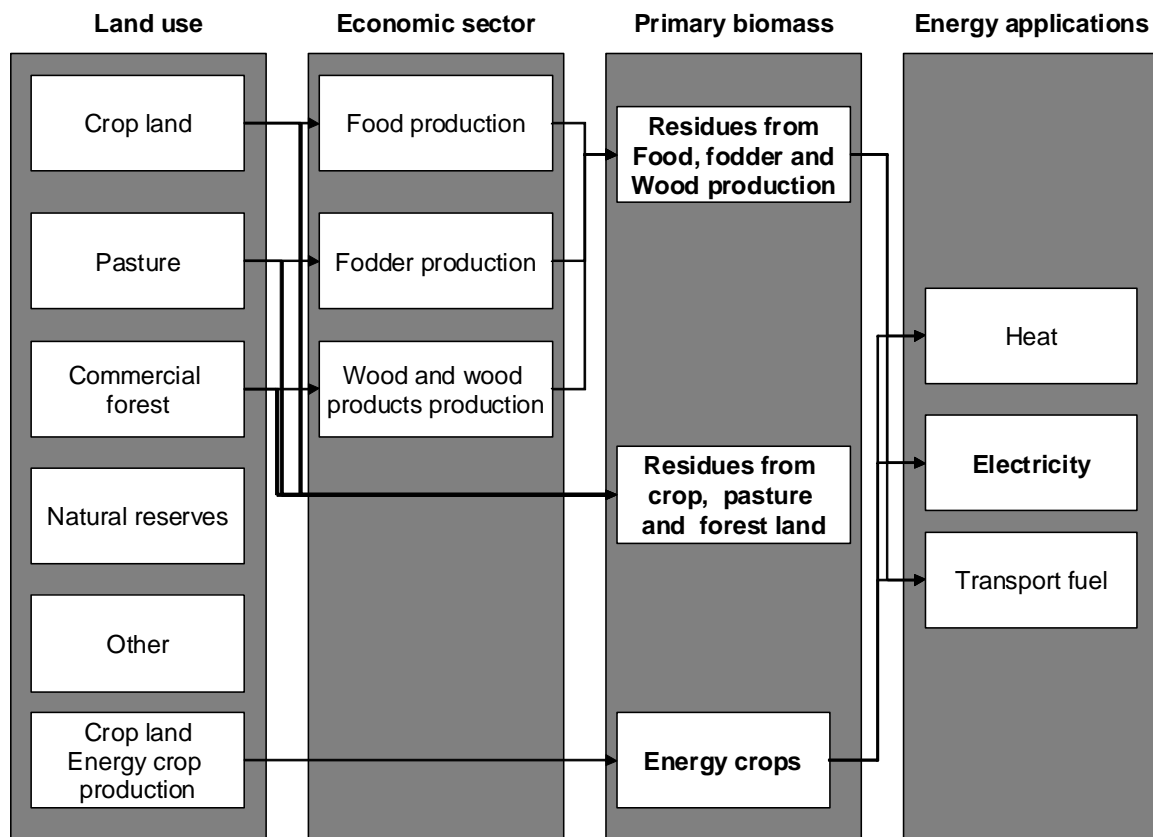 Land use
Economic sector
Primary biomass
Energy applications
Crop land
Pasture
Commercial
forest
Natural reserves
Other
Crop land
Energy crop
production
Food production
Fodder production
Wood and wood
products production
Residues from
Food, fodder and
Wood production
Residues from
crop, pasture
and forest land
Energy crops
Heat
Electricity
Transport fuel